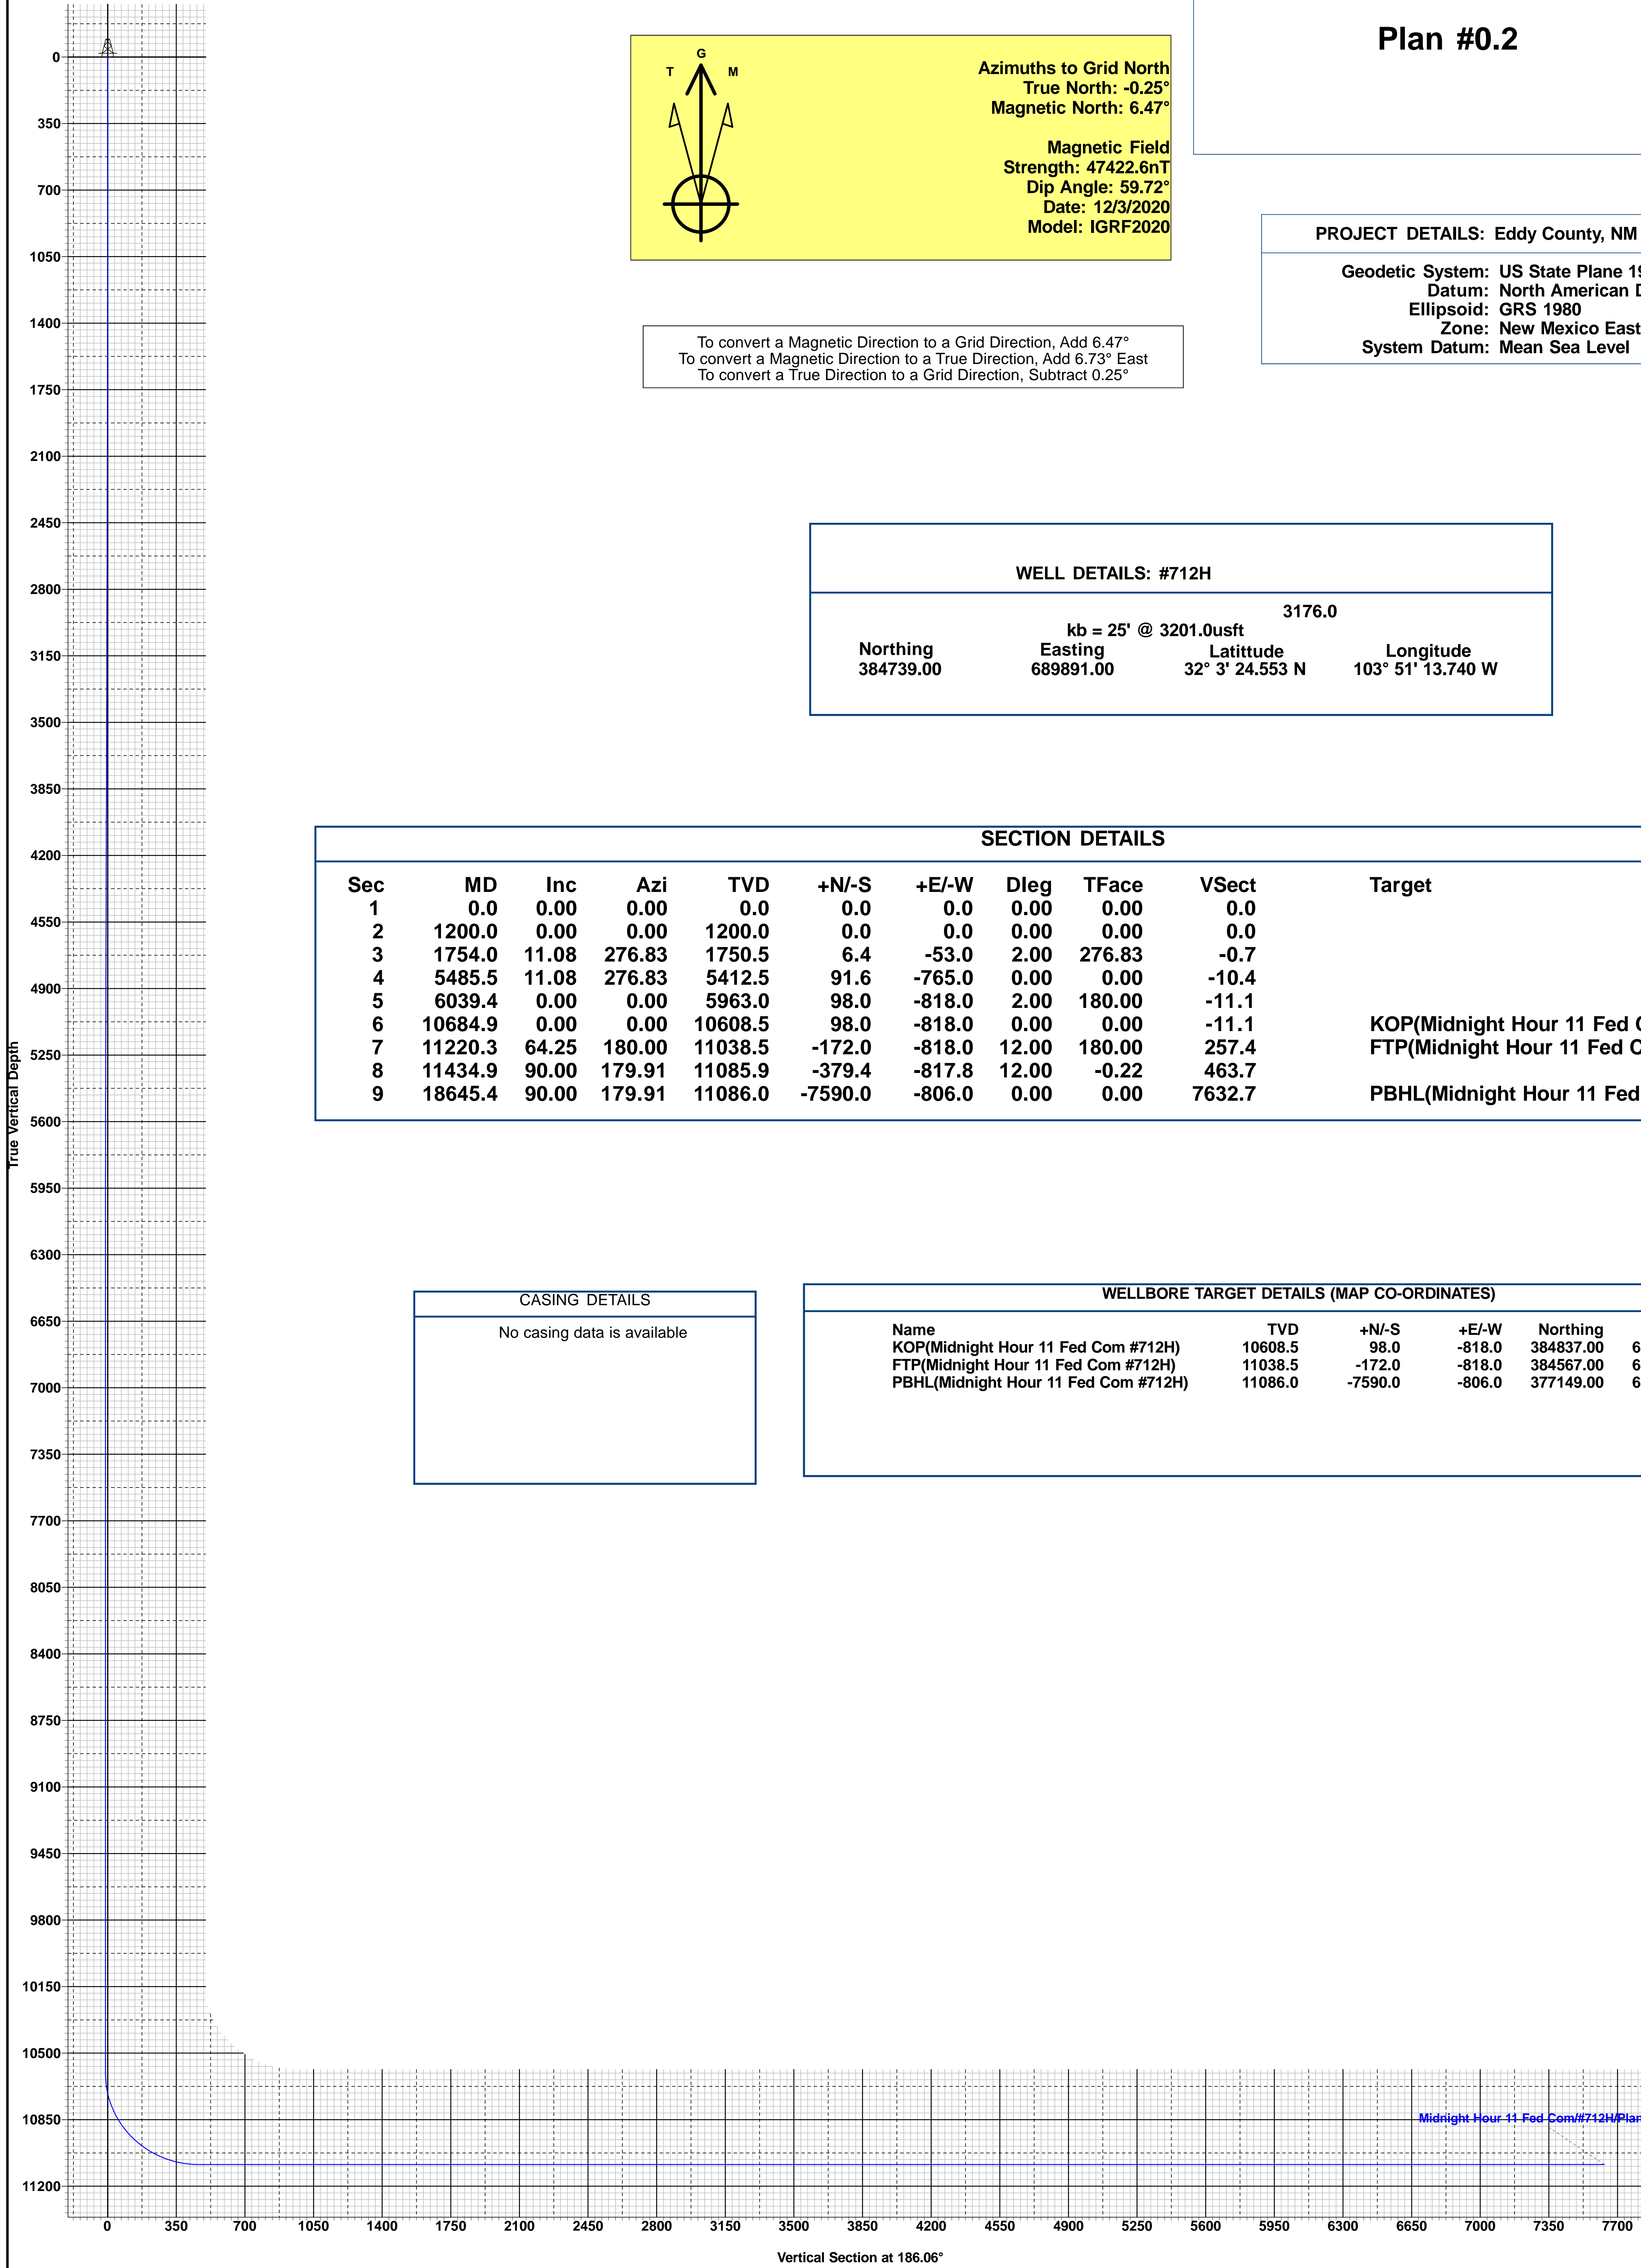 Plan #0.2
G
T M
Azimuths to Grid North
True North: -0.25°
Magnetic North: 6.47°
Magnetic Field
Strength: 47422.6nT
Dip Angle: 59.72°
Date: 12/3/2020
Model: IGRF2020
PROJECT DETAILS: Eddy County, NM
Geodetic System: US State Plane 19
Datum: North American D
Ellipsoid: GRS 1980
Zone: New Mexico East
System Datum: Mean Sea Level
To convert a Magnetic Direction to a Grid Direction, Add 6.47°
To convert a Magnetic Direction to a True Direction, Add 6.73° East
To convert a True Direction to a Grid Direction, Subtract 0.25°
WELL DETAILS: #712H
3176.0
kb = 25' @ 3201.0usft
Northing Easting Latittude Longitude
384739.00 689891.00 32° 3' 24.553 N 103° 51' 13.740 W
SECTION DETAILS
Sec MD Inc Azi TVD +N/-S +E/-W Dleg TFace VSect Target
1 0.0 0.00 0.00 0.0 0.0 0.0 0.00 0.00 0.0
2 1200.0 0.00 0.00 1200.0 0.0 0.0 0.00 0.00 0.0
3 1754.0 11.08 276.83 1750.5 6.4 -53.0 2.00 276.83 -0.7
4 5485.5 11.08 276.83 5412.5 91.6 -765.0 0.00 0.00 -10.4
5 6039.4 0.00 0.00 5963.0 98.0 -818.0 2.00 180.00 -11.1
6 10684.9 0.00 0.00 10608.5 98.0 -818.0 0.00 0.00 -11.1 KOP(Midnight Hour 11 Fed C
7 11220.3 64.25 180.00 11038.5 -172.0 -818.0 12.00 180.00 257.4 FTP(Midnight Hour 11 Fed C
8 11434.9 90.00 179.91 11085.9 -379.4 -817.8 12.00 -0.22 463.7
9 18645.4 90.00 179.91 11086.0 -7590.0 -806.0 0.00 0.00 7632.7 PBHL(Midnight Hour 11 Fed
CASING DETAILS
No casing data is available
WELLBORE TARGET DETAILS (MAP CO-ORDINATES)
Name TVD +N/-S +E/-W Northing
KOP(Midnight Hour 11 Fed Com #712H) 10608.5 98.0 -818.0 384837.00 6
FTP(Midnight Hour 11 Fed Com #712H) 11038.5 -172.0 -818.0 384567.00 6
PBHL(Midnight Hour 11 Fed Com #712H) 11086.0 -7590.0 -806.0 377149.00 6
True Vertical Depth
0
350
700
1050
1400
1750
2100
2450
2800
3150
3500
3850
4200
4550
4900
5250
5600
5950
6300
6650
7000
7350
7700
8050
8400
8750
9100
9450
9800
10150
10500
10850
11200
Midnight Hour 11 Fed Com/#712H/Plan
0 350 700 1050 1400 1750 2100 2450 2800 3150 3500 3850 4200 4550 4900 5250 5600 5950 6300 6650 7000 7350 7700
Vertical Section at 186.06°